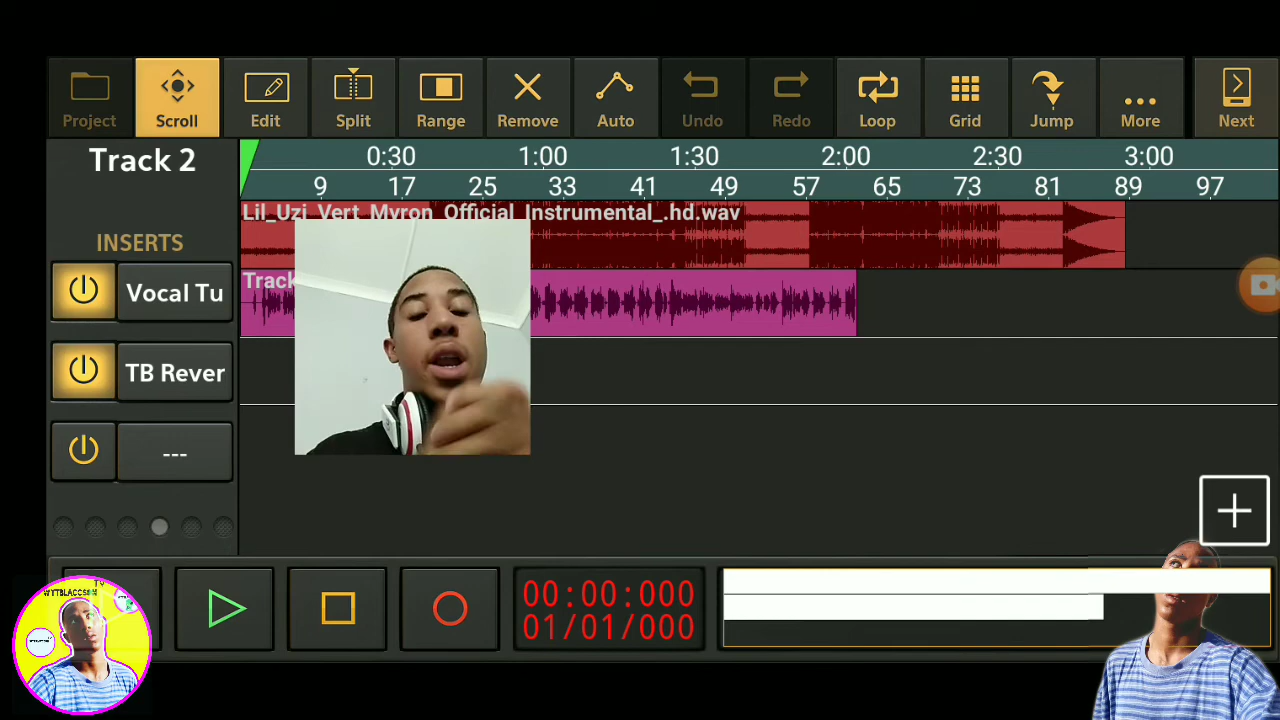 Project Scroll Edit Split Range Remove Auto Undo Redo Loop Grid Jump ... More Next
Track 2
0:30 1:00 1:30 2:00 2:30 3:00
9 17 25 33 41 49 57 65 73 81 89 97
Lil_Uzi_Vert_Myron_Official_Instrumental_.hd.wav
INSERTS
Track
Vocal Tu
TB Rever
---
00:00:000
01/01/000
TV
WYTBLACCS